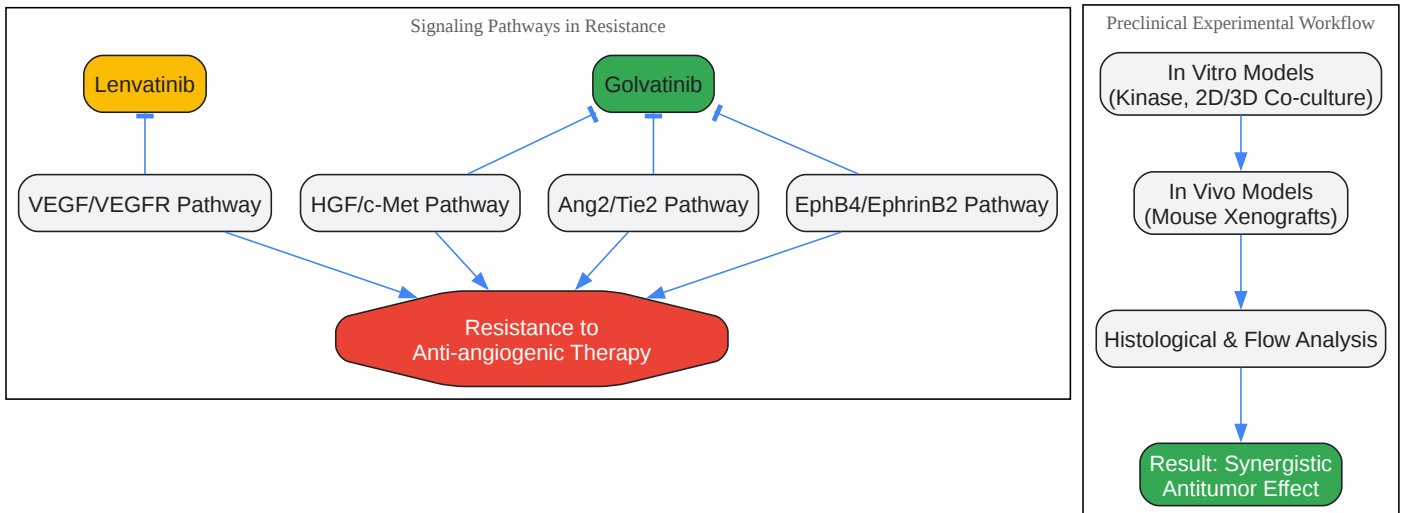 Signaling Pathways in Resistance
Lenvatinib
Golvatinib
VEGF/VEGFR Pathway
HGF/c-Met Pathway
Ang2/Tie2 Pathway
EphB4/EphrinB2 Pathway
Resistance to
Anti-angiogenic Therapy
Preclinical Experimental Workflow
In Vitro Models
(Kinase, 2D/3D Co-culture)
In Vivo Models
(Mouse Xenografts)
Histological & Flow Analysis
Result: Synergistic
Antitumor Effect